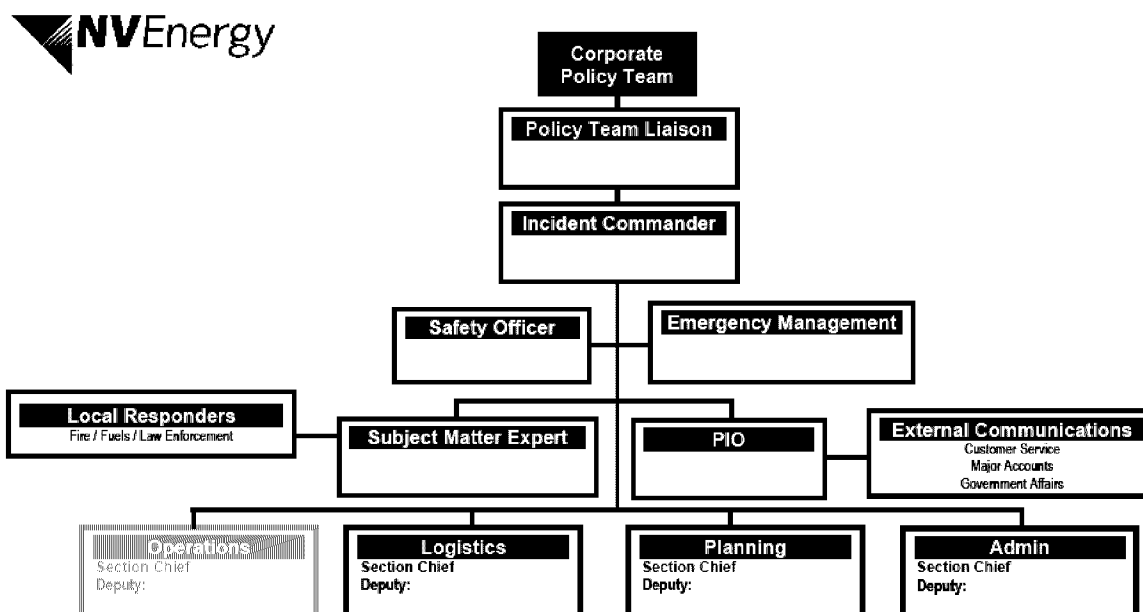 NVEnergy
Corporate
Policy Team
Policy Team Liaison
Incident Commander
Safety Officer
Emergency Management
Local Responders
Fire / Fuels / Law Enforcement
Subject Matter Expert
PIO
External Communications
Customer Service
Major Accounts
Government Affairs
Operations
Section Chief
Deputy:
Logistics
Section Chief
Deputy:
Planning
Section Chief
Deputy:
Admin
Section Chief
Deputy: